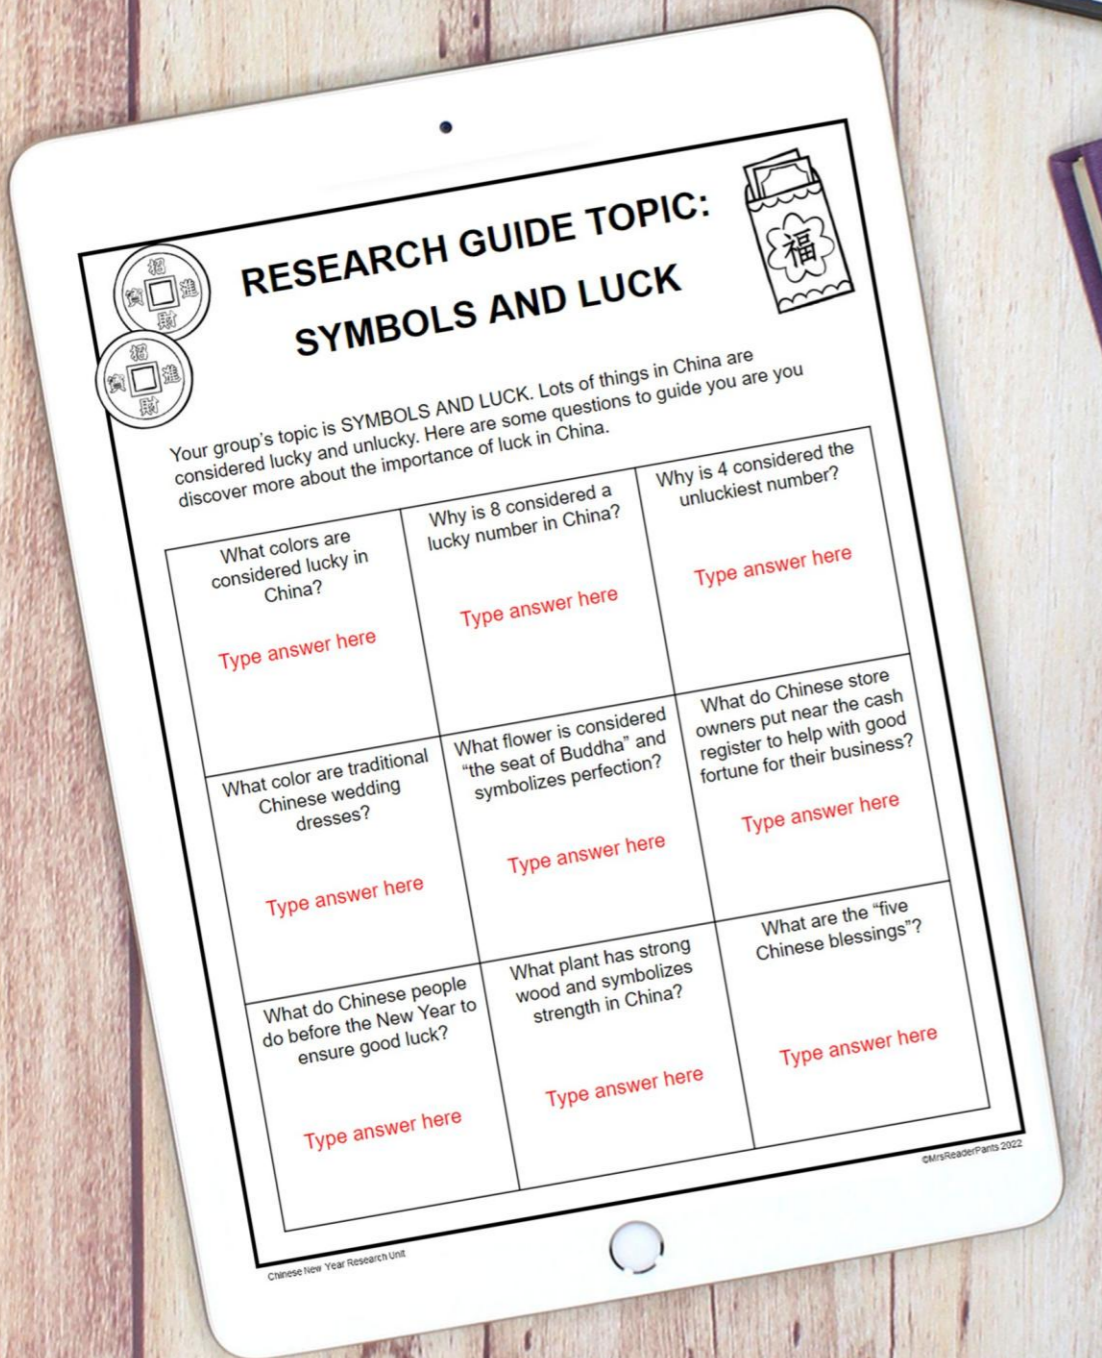 招
寶 進
財
招
寶 進
財
福
RESEARCH GUIDE TOPIC:
SYMBOLS AND LUCK
Your group's topic is SYMBOLS AND LUCK. Lots of things in China are
considered lucky and unlucky. Here are some questions to guide you are you
discover more about the importance of luck in China.
What colors are
considered lucky in
China?
Type answer here
Why is 8 considered a
lucky number in China?
Type answer here
Why is 4 considered the
unluckiest number?
Type answer here
What color are traditional
Chinese wedding
dresses?
Type answer here
What flower is considered
"the seat of Buddha" and
symbolizes perfection?
Type answer here
What do Chinese store
owners put near the cash
register to help with good
fortune for their business?
Type answer here
What do Chinese people
do before the New Year to
ensure good luck?
Type answer here
What plant has strong
wood and symbolizes
strength in China?
Type answer here
What are the "five
Chinese blessings"?
Type answer here
Chinese New Year Research Unit
©MrsReaderPants 2022